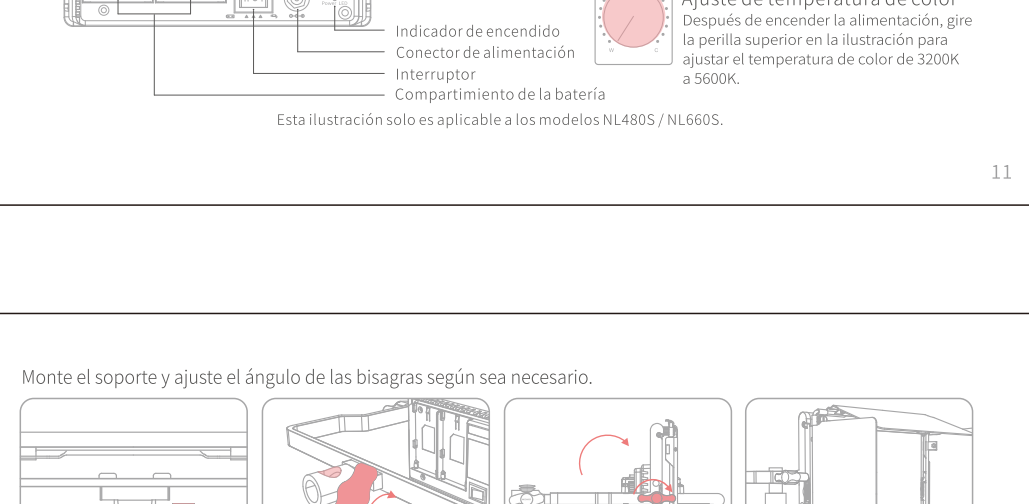 Power LED
Indicador de encendido
Conector de alimentación
Interruptor
Compartimiento de la batería
Ajuste de temperatura de color
Después de encender la alimentación, gire
la perilla superior en la ilustración para
ajustar el temperatura de color de 3200K
a 5600K.
W C
Esta ilustración solo es aplicable a los modelos NL480S / NL660S.
11
Monte el soporte y ajuste el ángulo de las bisagras según sea necesario.